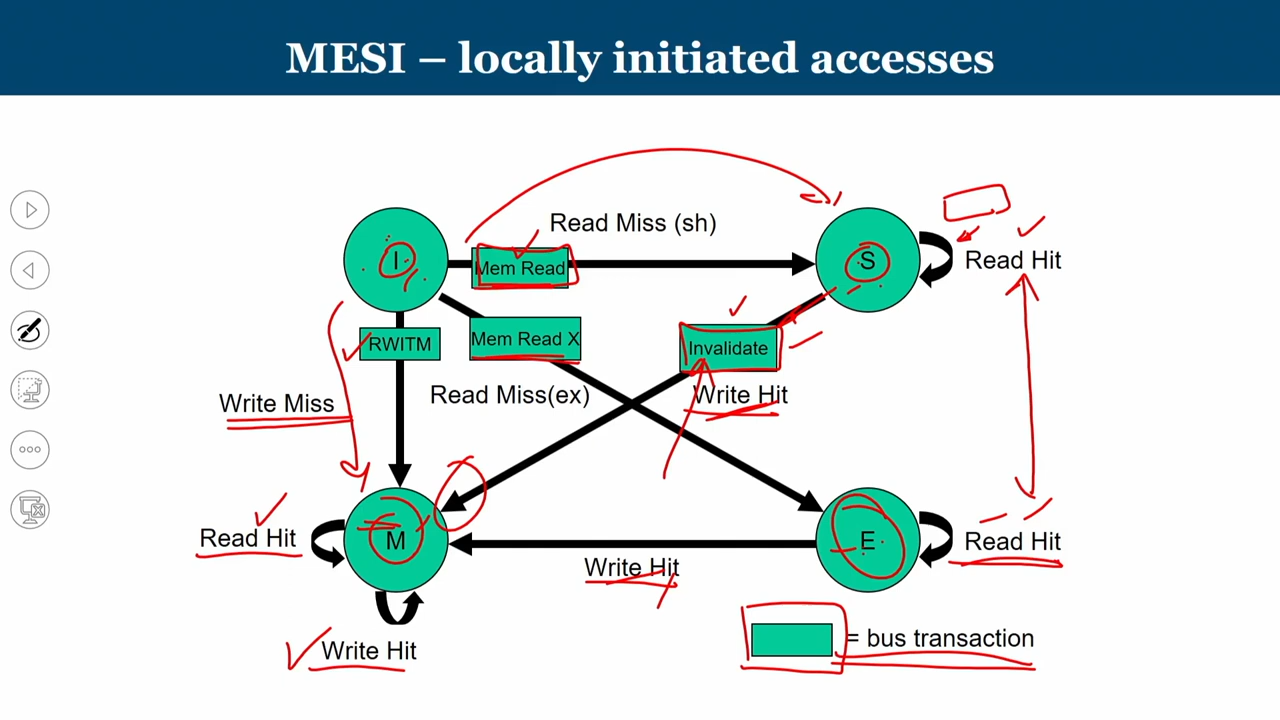 MESI – locally initiated accesses
Read Miss (sh)
I
Mem Read
S
Read Hit
RWITM
Mem Read X
Invalidate
Write Miss
Read Miss(ex)
Write Hit
Read Hit
M
E
Read Hit
Write Hit
Write Hit
= bus transaction